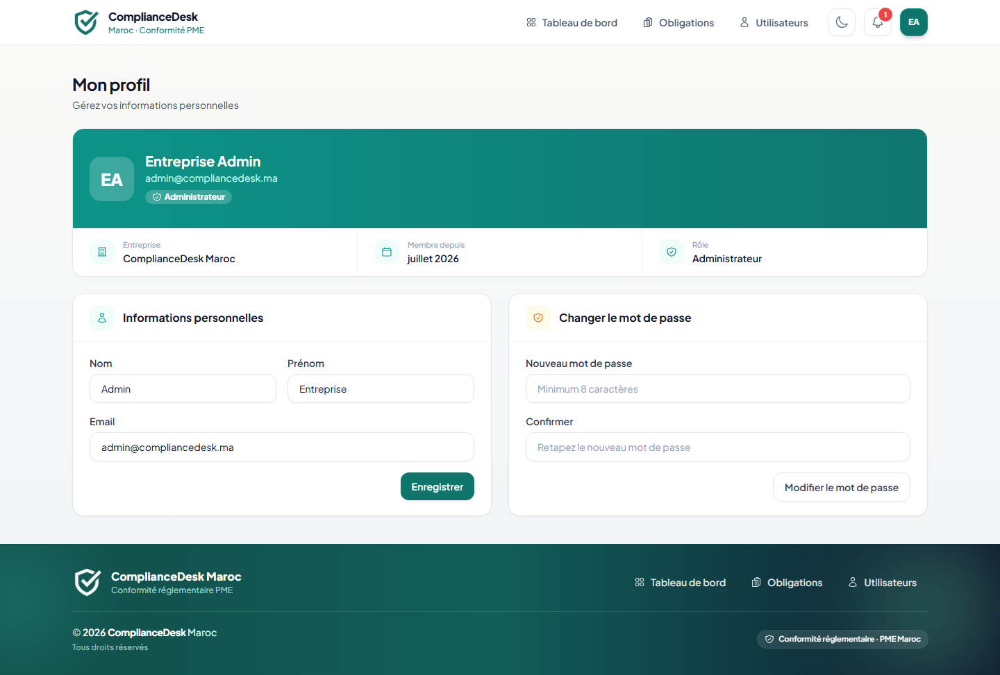 ComplianceDesk
Maroc · Conformité PME
Tableau de bord
Obligations
Utilisateurs
1
EA
Mon profil
Gérez vos informations personnelles
EA
Entreprise Admin
admin@compliancedesk.ma
Administrateur
Entreprise
ComplianceDesk Maroc
Membre depuis
juillet 2026
Rôle
Administrateur
Informations personnelles
Nom
Prénom
Admin
Entreprise
Email
admin@compliancedesk.ma
Enregistrer
Changer le mot de passe
Nouveau mot de passe
Minimum 8 caractères
Confirmer
Retapez le nouveau mot de passe
Modifier le mot de passe
ComplianceDesk Maroc
Conformité réglementaire PME
Tableau de bord
Obligations
Utilisateurs
© 2026 ComplianceDesk Maroc
Tous droits réservés
Conformité réglementaire · PME Maroc